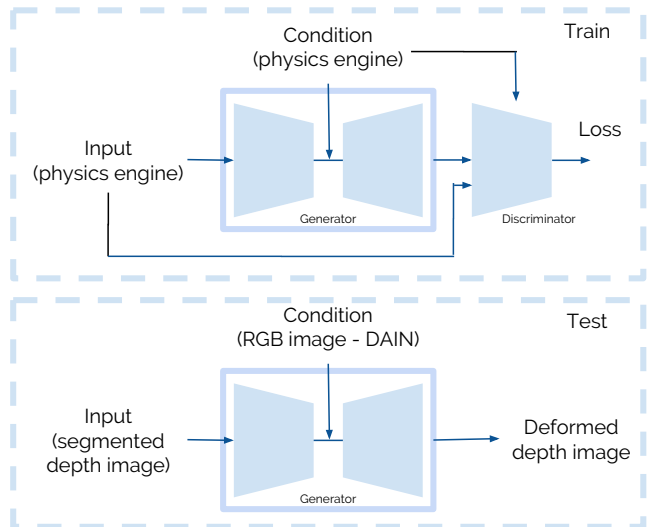 Train
Condition
(physics engine)
Input
(physics engine)
Loss
Generator
Discriminator
Test
Condition
(RGB image - DAIN)
Input
(segmented
depth image)
Deformed
depth image
Generator